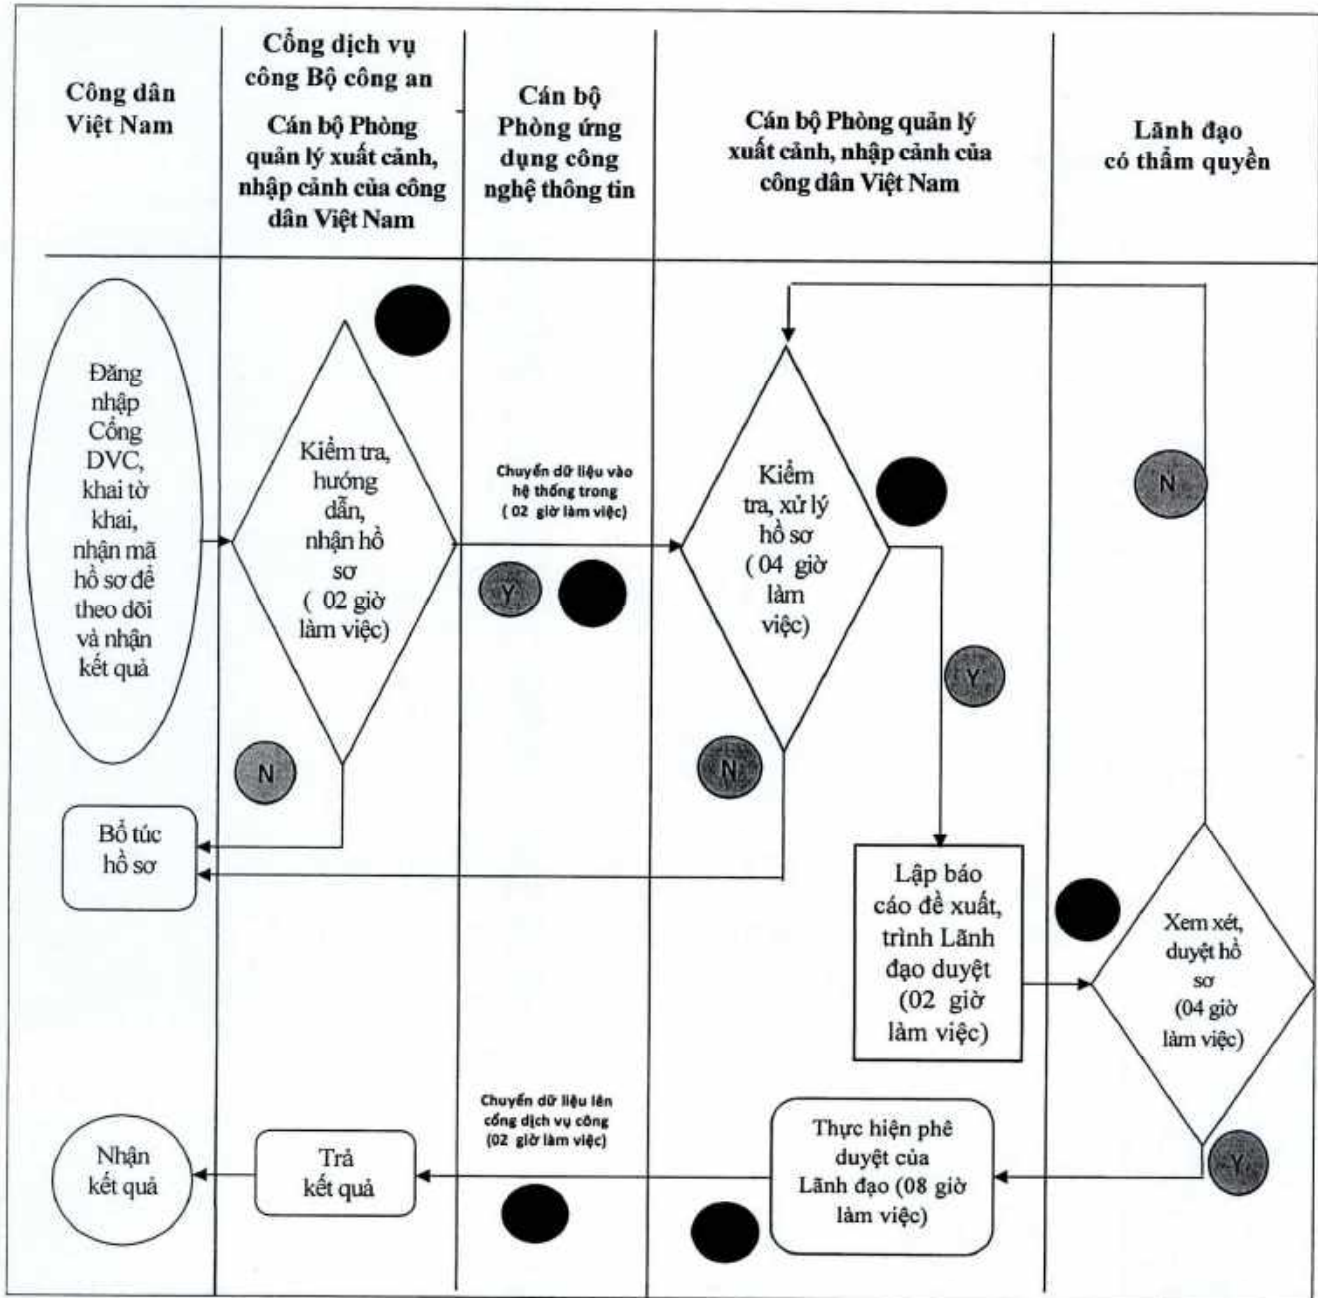 Công dân
Việt Nam
Cổng dịch vụ
công Bộ công an
Cán bộ Phòng
quản lý xuất cảnh,
nhập cảnh của công
dân Việt Nam
Cán bộ
Phòng ứng
dụng công
nghệ thông tin
Cán bộ Phòng quản lý
xuất cảnh, nhập cảnh của
công dân Việt Nam
Lãnh đạo
có thẩm quyền
Đăng
nhập
Cổng
DVC,
khai tờ
khai,
nhận mã
hồ sơ để
theo dõi
và nhận
kết quả
Kiểm tra,
hướng
dẫn,
nhận hồ
sơ
( 02 giờ
làm việc)
N
Chuyển dữ liệu vào
hệ thống trong
( 02 giờ làm việc)
Y
Kiểm
tra, xử lý
hồ sơ
( 04 giờ
làm
việc)
N
Y
N
Bổ túc
hồ sơ
Lập báo
cáo đề xuất,
trình Lãnh
đạo duyệt
(02 giờ
làm việc)
Xem xét,
duyệt hồ
sơ
(04 giờ
làm việc)
Y
Nhận
kết quả
Trả
kết quả
Chuyển dữ liệu lên
cổng dịch vụ công
(02 giờ làm việc)
Thực hiện phê
duyệt của
Lãnh đạo (08 giờ
làm việc)